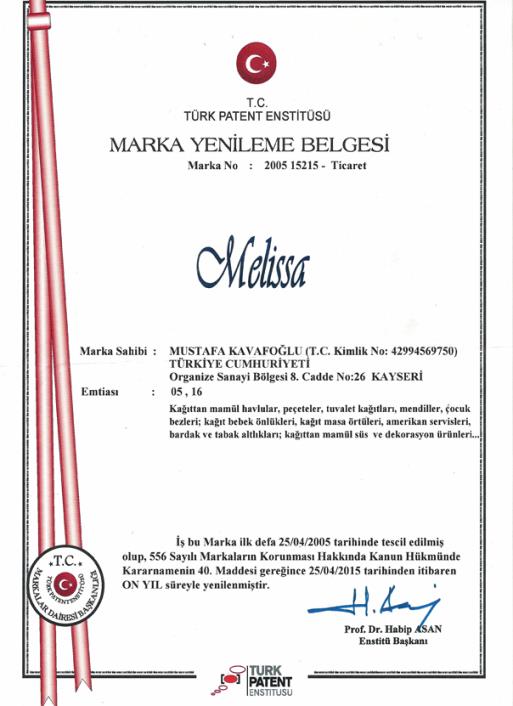 T.C.
TÜRK PATENT ENSTİTÜSÜ
MARKA YENİLEME BELGESİ
Marka No : 2005 15215 - Ticaret
Melissa
Marka Sahibi : MUSTAFA KAVAFOĞLU (T.C. Kimlik No: 42994569750)
TÜRKİYE CUMHURİYETİ
Organize Sanayi Bölgesi 8. Cadde No:26 KAYSERİ
Emtiası : 05 , 16
Kağıttan mamül havlular, peçeteler, tuvalet kağıtları, mendiller, çocuk
bezleri; kağıt bebek önlükleri, kağıt masa örtüleri, amerikan servisleri,
bardak ve tabak altlıkları; kağıttan mamül süs ve dekorasyon ürünleri...
İş bu Marka ilk defa 25/04/2005 tarihinde tescil edilmiş
olup, 556 Sayılı Markaların Korunması Hakkında Kanun Hükmünde
Kararnamenin 40. Maddesi gereğince 25/04/2015 tarihinden itibaren
ON YIL süreyle yenilenmiştir.
T.C.
TÜRK PATENT ENSTİTÜSÜ
MARKALAR DAİRESİ BAŞKANLIĞI
Prof. Dr. Habip ASAN
Enstitü Başkanı
TURK
PATENT
ENSTITUSU